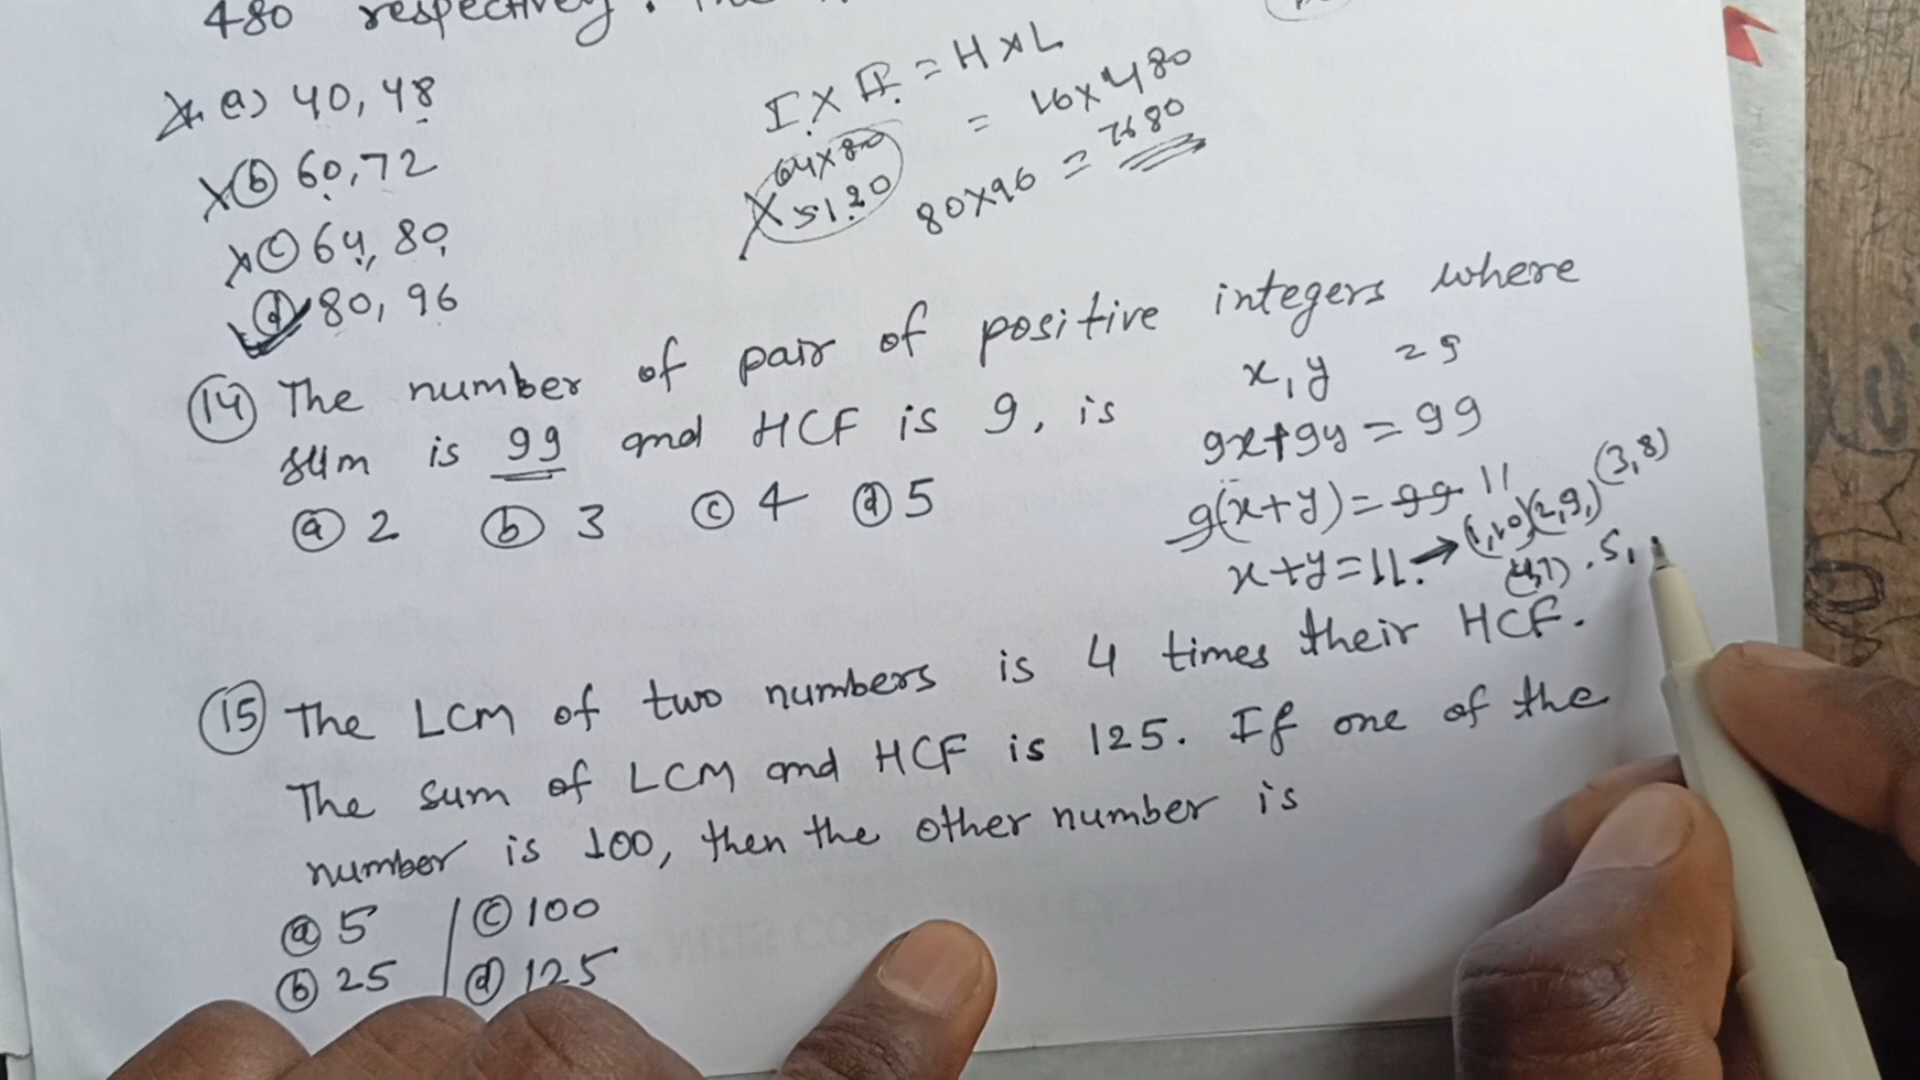 480 respectively. The
(a) 40, 48
(b) 60, 72
(c) 64, 80
(d) 80, 96
I × II = H × L
= 16 × 480
64 × 80
5120
80 × 96 = 7680
(14) The number of pair of positive integers where
sum is 99 and HCF is 9, is
(a) 2 (b) 3 (c) 4 (d) 5
x, y = 9
9x + 9y = 99
9(x + y) = 99 11
x + y = 11. → (1,10) (2,9,) (3,8)
(4,7) . 5,
(15) The LCM of two numbers is 4 times their HCF.
The sum of LCM and HCF is 125. If one of the
number is 100, then the other number is
(a) 5 (c) 100
(b) 25 (d) 125